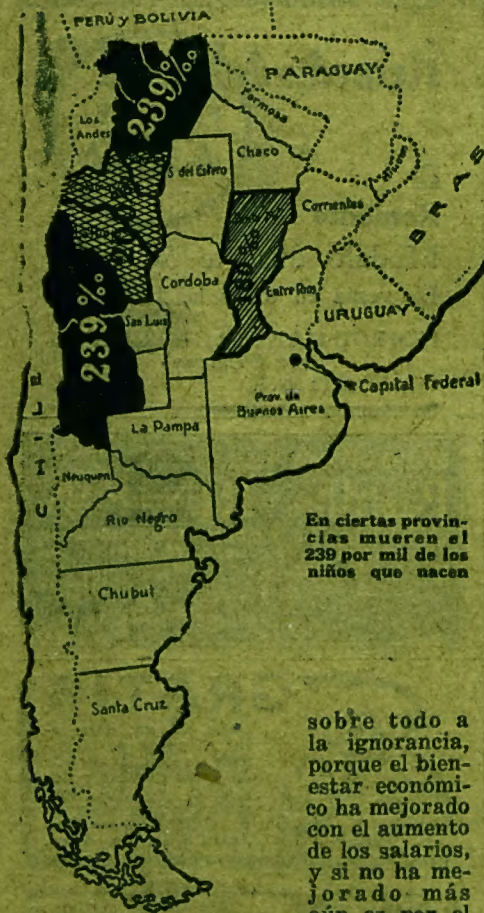 PERÚ y BOLIVIA
PARAGUAY
239‰
Los
Andes
Formosa
Chaco
S. del Estero
Misiones
Corrientes
BRAS
Cordoba
Entre Rios
URUGUAY
San Luis
239‰
Capital Federal
Prov. de
Buenos Aires
La Pampa
Neuquen
Rio Negro
Chubut
Santa Cruz
En ciertas provin-
cias mueren el
239 por mil de los
niños que nacen
sobre todo a
la ignorancia,
porque el bien-
estar económi-
co ha mejorado
con el aumento
de los salarios,
y si no ha me-
jorado más